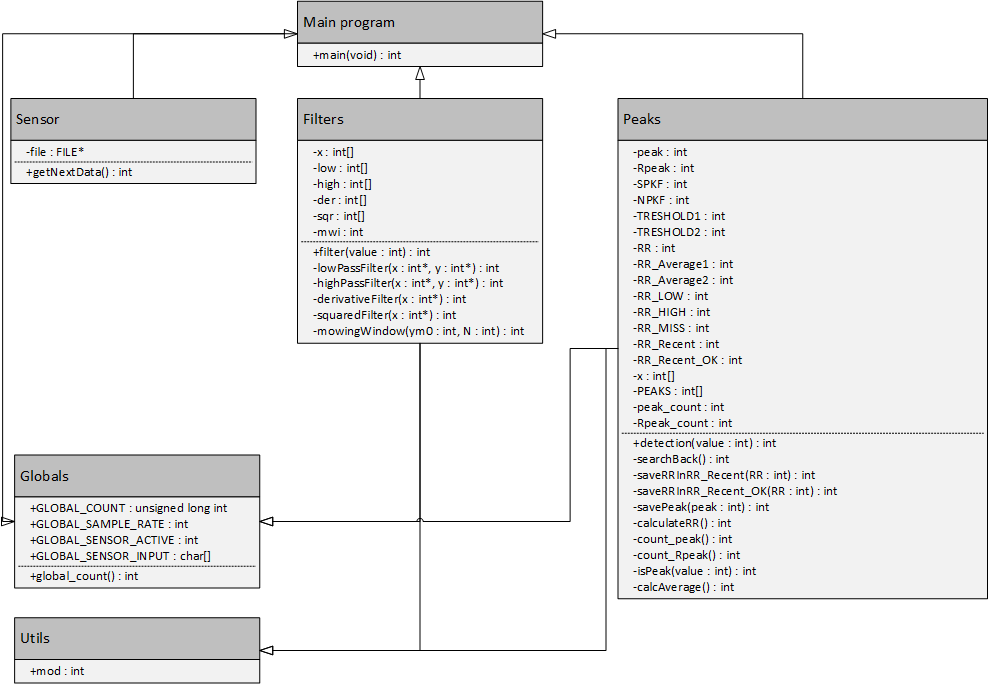 Main program
+main(void) : int
Sensor
-file : FILE*
+getNextData() : int
Filters
-x : int[]
-low : int[]
-high : int[]
-der : int[]
-sqr : int[]
-mwi : int
+filter(value : int) : int
-lowPassFilter(x : int*, y : int*) : int
-highPassFilter(x : int*, y : int*) : int
-derivativeFilter(x : int*) : int
-squaredFilter(x : int*) : int
-mowingWindow(ym0 : int, N : int) : int
Peaks
-peak : int
-Rpeak : int
-SPKF : int
-NPKF : int
-TRESHOLD1 : int
-TRESHOLD2 : int
-RR : int
-RR_Average1 : int
-RR_Average2 : int
-RR_LOW : int
-RR_HIGH : int
-RR_MISS : int
-RR_Recent : int
-RR_Recent_OK : int
-x : int[]
-PEAKS : int[]
-peak_count : int
-Rpeak_count : int
+detection(value : int) : int
-searchBack() : int
-saveRRInRR_Recent(RR : int) : int
-saveRRInRR_Recent_OK(RR : int) : int
-savePeak(peak : int) : int
-calculateRR() : int
-count_peak() : int
-count_Rpeak() : int
-isPeak(value : int) : int
-calcAverage() : int
Globals
+GLOBAL_COUNT : unsigned long int
+GLOBAL_SAMPLE_RATE : int
+GLOBAL_SENSOR_ACTIVE : int
+GLOBAL_SENSOR_INPUT : char[]
+global_count() : int
Utils
+mod : int